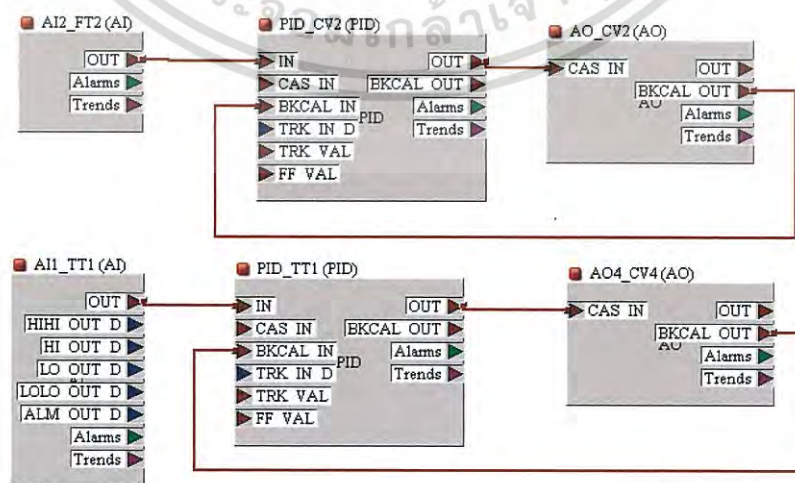 AI2_FT2 (AI)
OUT
Alarms
Trends
PID_CV2 (PID)
IN
CAS IN
BKCAL IN
TRK IN D
TRK VAL
FF VAL
PID
OUT
BKCAL OUT
Alarms
Trends
AO_CV2 (AO)
CAS IN
OUT
BKCAL OUT
AO
Alarms
Trends
AI1_TT1 (AI)
OUT
HIHI OUT D
HI OUT D
LO OUT D
LOLO OUT D
ALM OUT D
Alarms
Trends
PID_TT1 (PID)
IN
CAS IN
BKCAL IN
TRK IN D
TRK VAL
FF VAL
PID
OUT
BKCAL OUT
Alarms
Trends
AO4_CV4 (AO)
CAS IN
OUT
BKCAL OUT
AO
Alarms
Trends